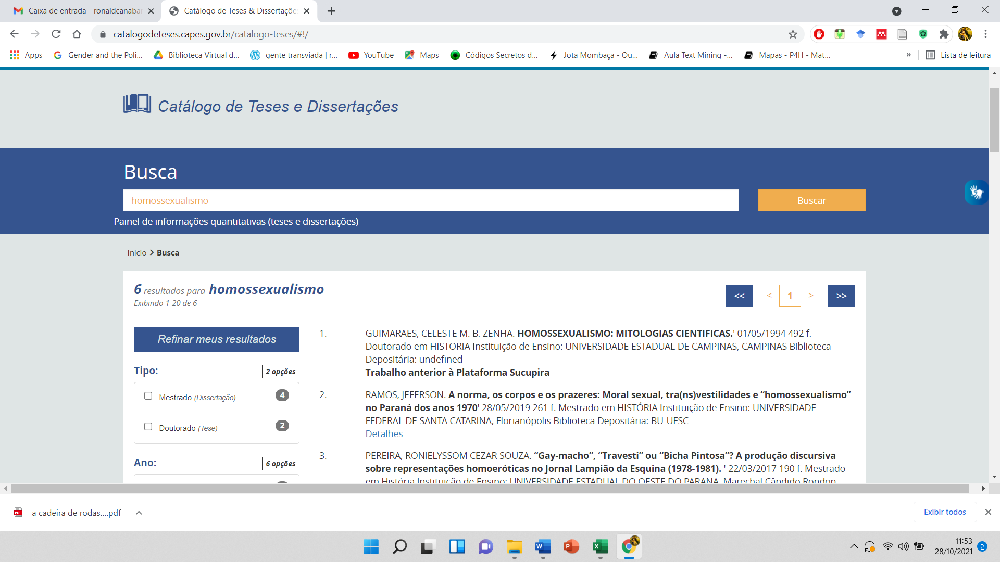 Caixa de entrada - ronaldcanabar
Catálogo de Teses & Dissertaçõe
catalogodeteses.capes.gov.br/catalogo-teses/#!/
Apps
Gender and the Poli...
Biblioteca Virtual d...
gente transviada | r...
YouTube
Maps
Códigos Secretos d...
Jota Mombaça - Ou...
Aula Text Mining -...
Mapas - P4H - Mat...
»
Lista de leitura
Catálogo de Teses e Dissertações
Busca
homossexualismo
Buscar
Painel de informações quantitativas (teses e dissertações)
Inicio > Busca
6 resultados para homossexualismo
Exibindo 1-20 de 6
<< < 1 > >>
Refinar meus resultados
Tipo: 2 opções
Mestrado (Dissertação) 4
Doutorado (Tese) 2
Ano: 6 opções
1. GUIMARAES, CELESTE M. B. ZENHA. HOMOSSEXUALISMO: MITOLOGIAS CIENTIFICAS.' 01/05/1994 492 f.
Doutorado em HISTORIA Instituição de Ensino: UNIVERSIDADE ESTADUAL DE CAMPINAS, CAMPINAS Biblioteca
Depositária: undefined
Trabalho anterior à Plataforma Sucupira
2. RAMOS, JEFERSON. A norma, os corpos e os prazeres: Moral sexual, tra(ns)vestilidades e “homossexualismo”
no Paraná dos anos 1970' 28/05/2019 261 f. Mestrado em HISTÓRIA Instituição de Ensino: UNIVERSIDADE
FEDERAL DE SANTA CATARINA, Florianópolis Biblioteca Depositária: BU-UFSC
Detalhes
3. PEREIRA, RONIELYSSOM CEZAR SOUZA. “Gay-macho”, “Travesti” ou “Bicha Pintosa”? A produção discursiva
sobre representações homoeróticas no Jornal Lampião da Esquina (1978-1981). ' 22/03/2017 190 f. Mestrado
em História Instituição de Ensino: UNIVERSIDADE ESTADUAL DO OESTE DO PARANA, Marechal Cândido Rondon
PDF
a cadeira de rodas....pdf
Exibir todos
W
P
X
11:53
28/10/2021
2